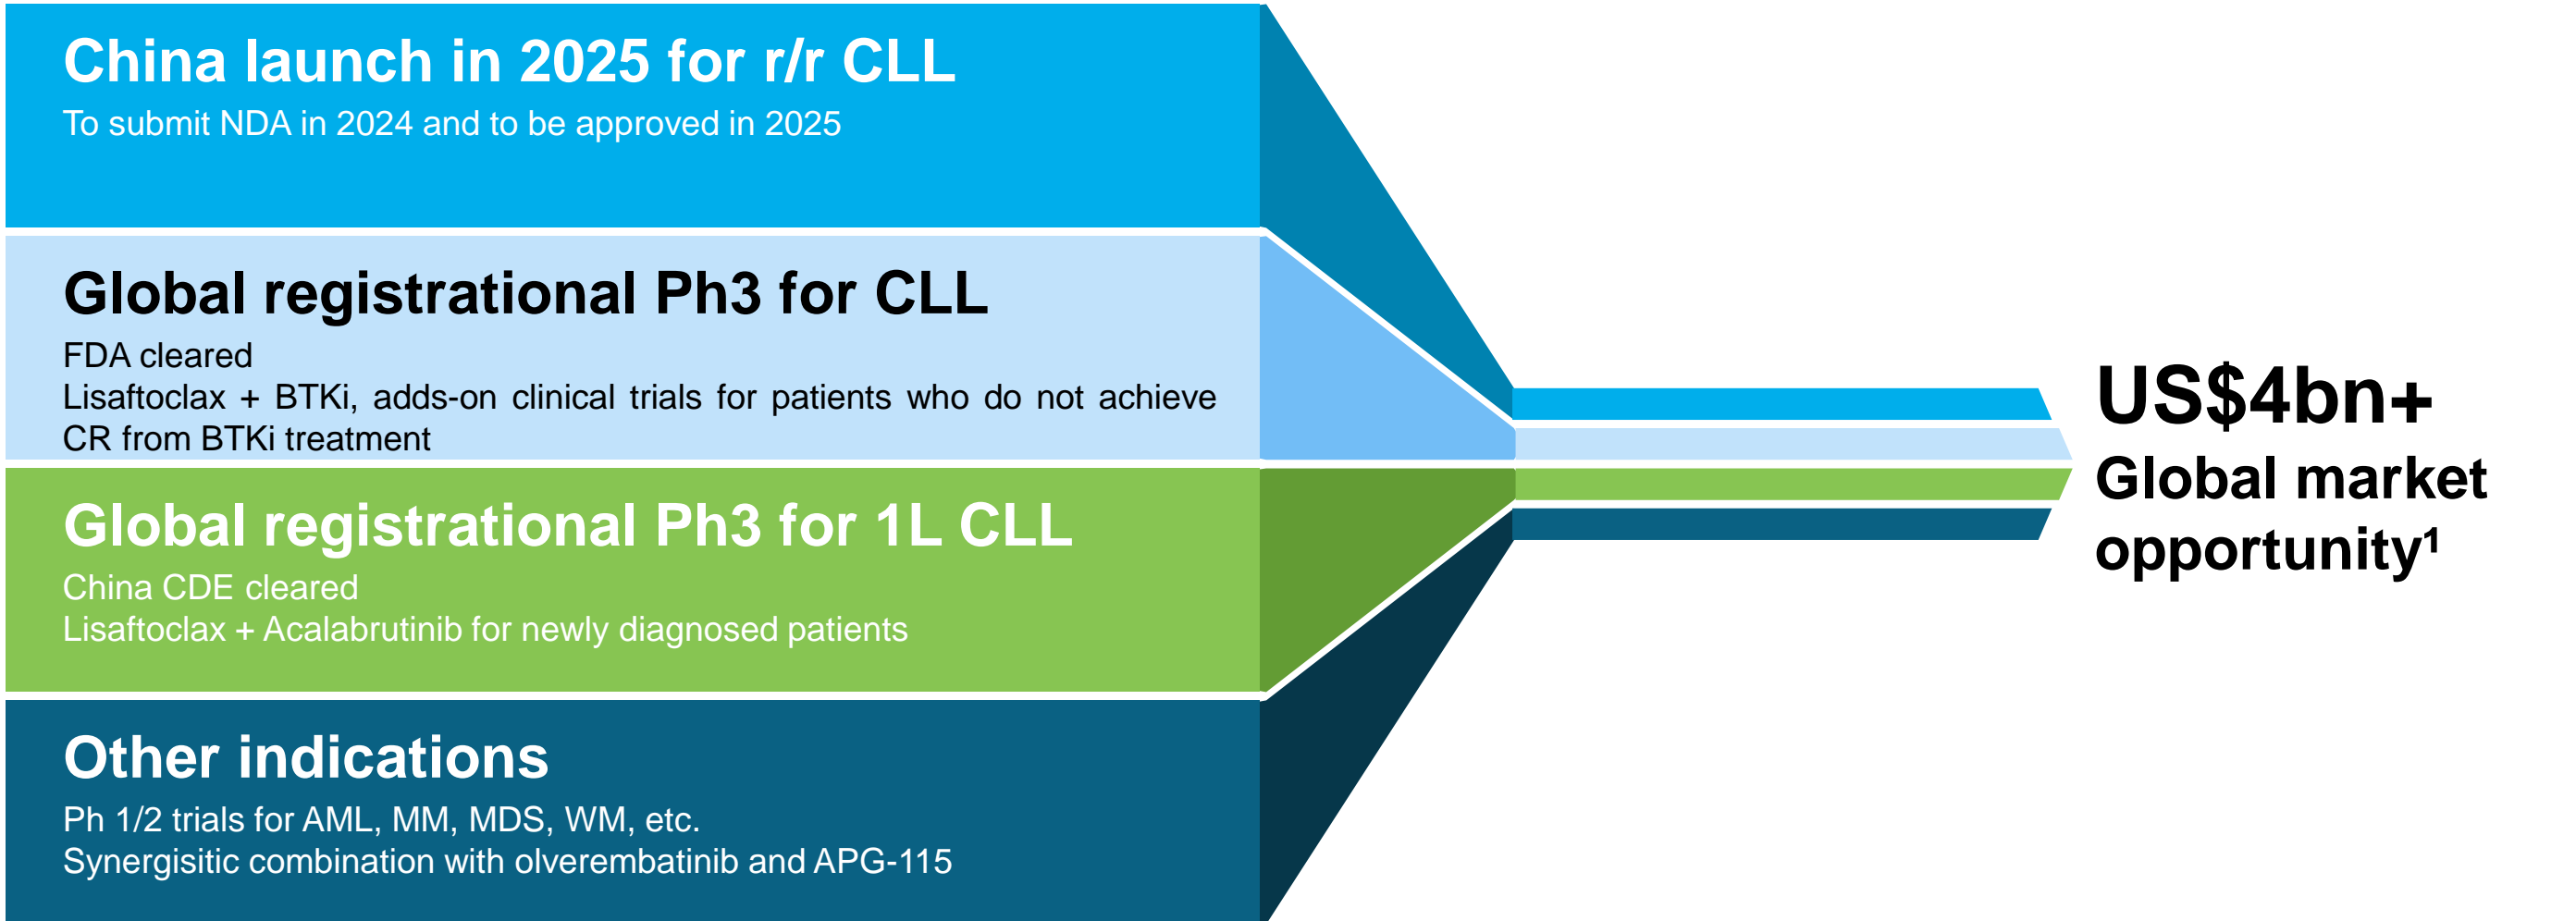 China launch in 2025 for r/r CLL
To submit NDA in 2024 and to be approved in 2025
Global registrational Ph3 for CLL
FDA cleared
Lisaftoclax + BTKi, adds-on clinical trials for patients who do not achieve
CR from BTKi treatment
Global registrational Ph3 for 1L CLL
China CDE cleared
Lisaftoclax + Acalabrutinib for newly diagnosed patients
Other indications
Ph 1/2 trials for AML, MM, MDS, WM, etc.
Synergisitic combination with olverembatinib and APG-115
US$4bn+
Global market
opportunity¹